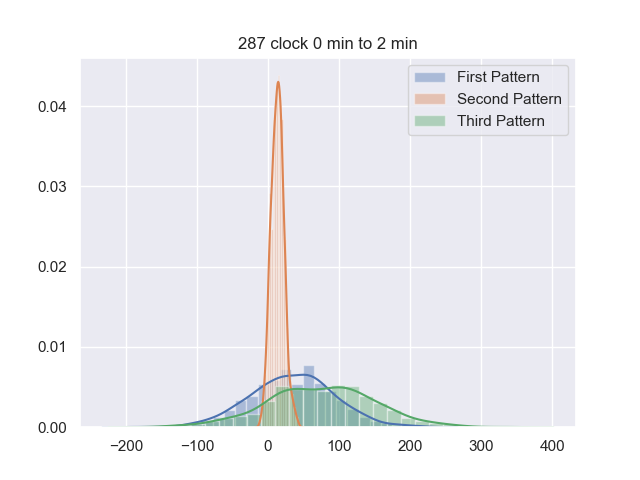 287 clock 0 min to 2 min
First Pattern
Second Pattern
Third Pattern
0.04
0.03
0.02
0.01
0.00
−200 −100 0 100 200 300 400